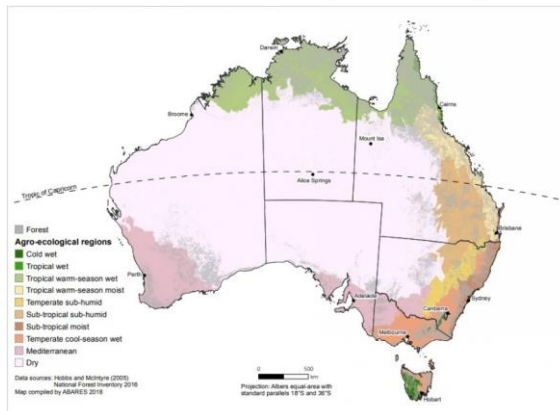 Darwin
Cairns
Broome
Mount Isa
Tropic of Capricorn
Alice Springs
Brisbane
Perth
Adelaide
Sydney
Canberra
Melbourne
Hobart
Forest
Agro-ecological regions
Cold wet
Tropical wet
Tropical warm-season wet
Tropical warm-season moist
Temperate sub-humid
Sub-tropical sub-humid
Sub-tropical moist
Temperate cool-season wet
Mediterranean
Dry
Data sources: Hobbs and McIntyre (2005)
National Forest Inventory 2016
Map compiled by ABARES 2018
0 500
km
Projection: Albers equal-area with
standard parallels 18°S and 36°S